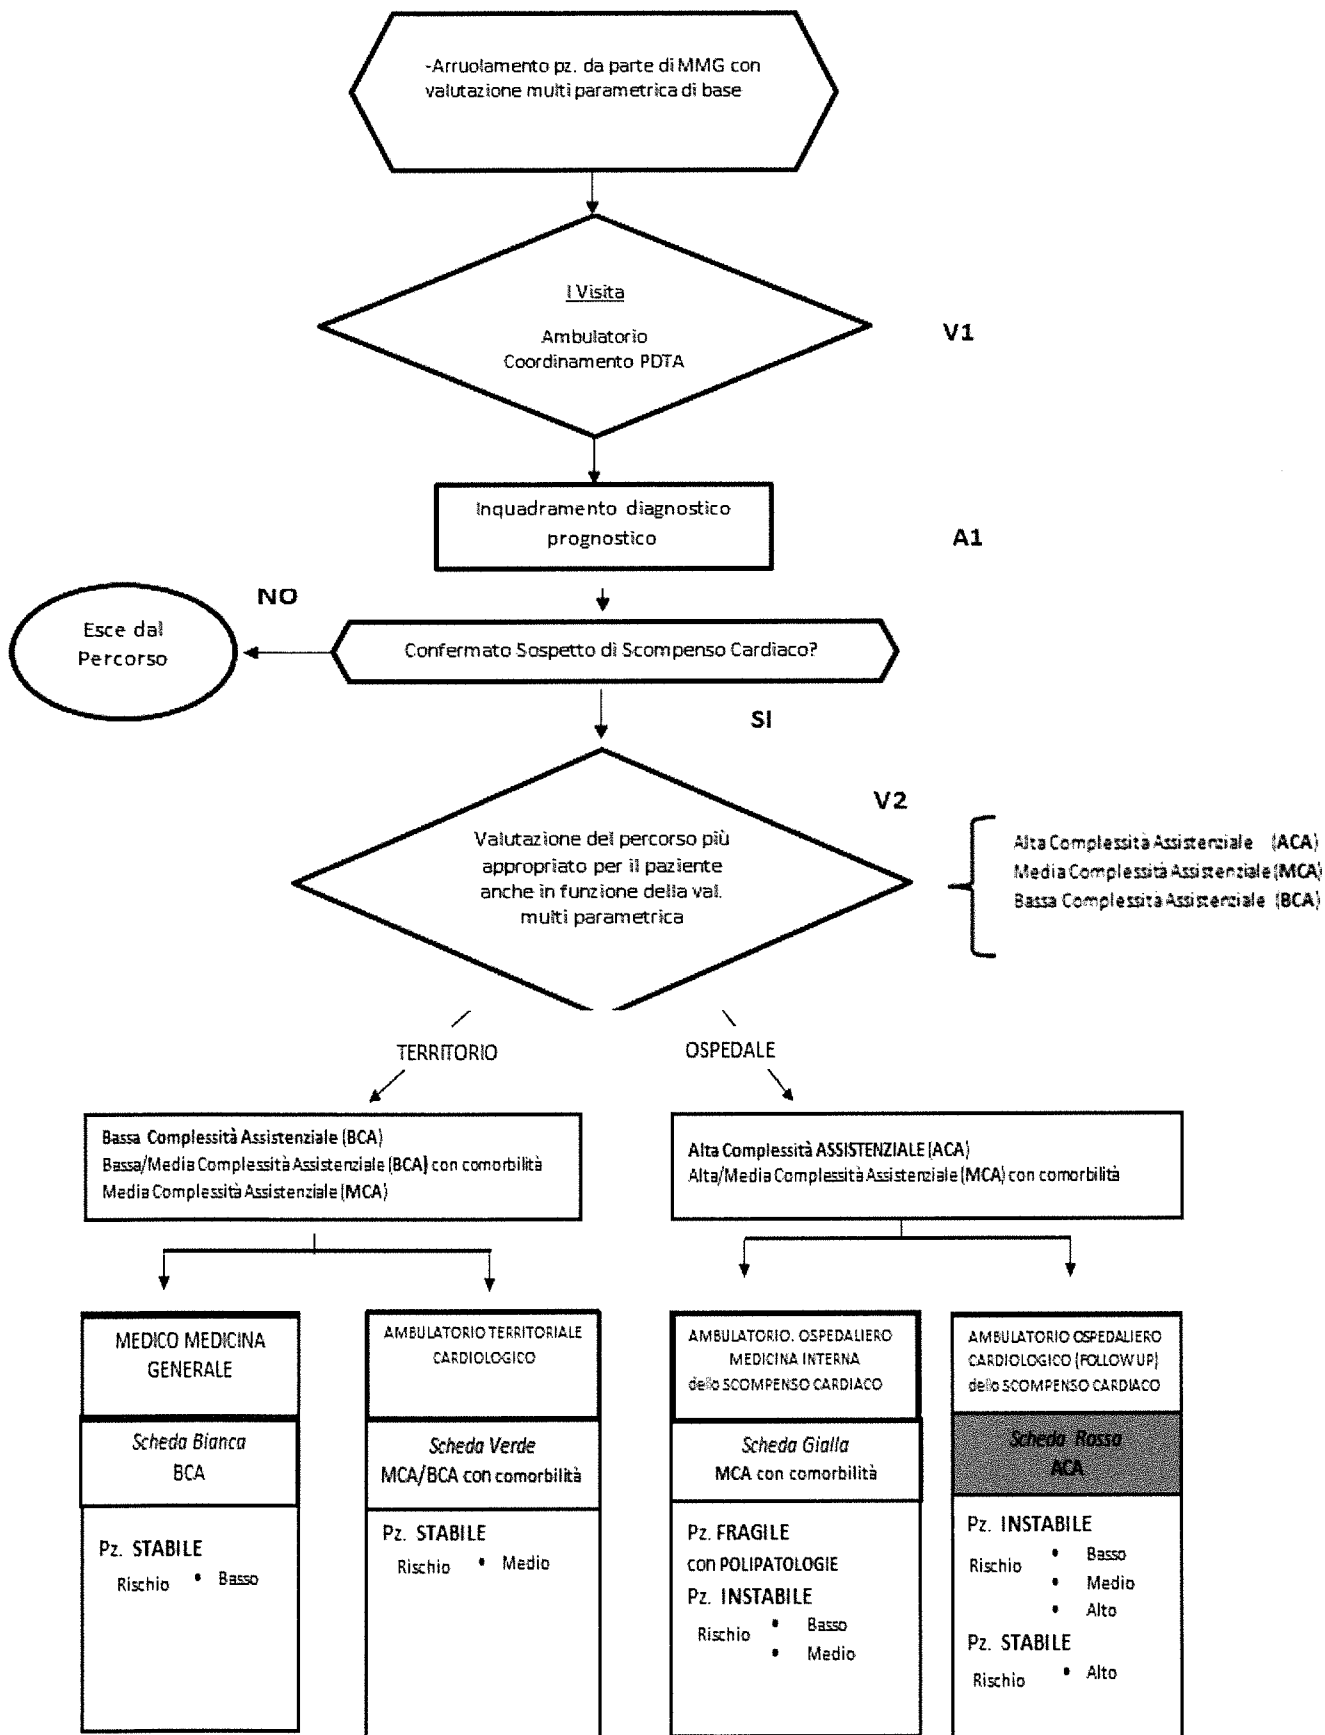 -Arruolamento pz. da parte di MMG con
valutazione multi parametrica di base
I Visita
Ambulatorio
Coordinamento PDTA
V1
Inquadramento diagnostico
prognostico
A1
NO
Esce dal
Percorso
Confermato Sospetto di Scompenso Cardiaco?
SI
V2
Valutazione del percorso più
appropriato per il paziente
anche in funzione della val.
multi parametrica
Alta Complessità Assistenziale (ACA)
Media Complessità Assistenziale (MCA)
Bassa Complessità Assistenziale (BCA)
TERRITORIO
OSPEDALE
Bassa Complessità Assistenziale (BCA)
Bassa/Media Complessità Assistenziale (BCA) con comorbilità
Media Complessità Assistenziale (MCA)
Alta Complessità ASSISTENZIALE (ACA)
Alta/Media Complessità Assistenziale (MCA) con comorbilità
MEDICO MEDICINA
GENERALE
Scheda Bianca
BCA
Pz. STABILE
Rischio • Basso
AMBULATORIO TERRITORIALE
CARDIOLOGICO
Scheda Verde
MCA/BCA con comorbilità
Pz. STABILE
Rischio • Medio
AMBULATORIO. OSPEDALIERO
MEDICINA INTERNA
dello SCOMPENSO CARDIACO
Scheda Gialla
MCA con comorbilità
Pz. FRAGILE
con POLIPATOLOGIE
Pz. INSTABILE
Rischio • Basso
• Medio
AMBULATORIO OSPEDALIERO
CARDIOLOGICO (FOLLOW UP)
dello SCOMPENSO CARDIACO
Scheda Rossa
ACA
Pz. INSTABILE
Rischio • Basso
• Medio
• Alto
Pz. STABILE
Rischio • Alto